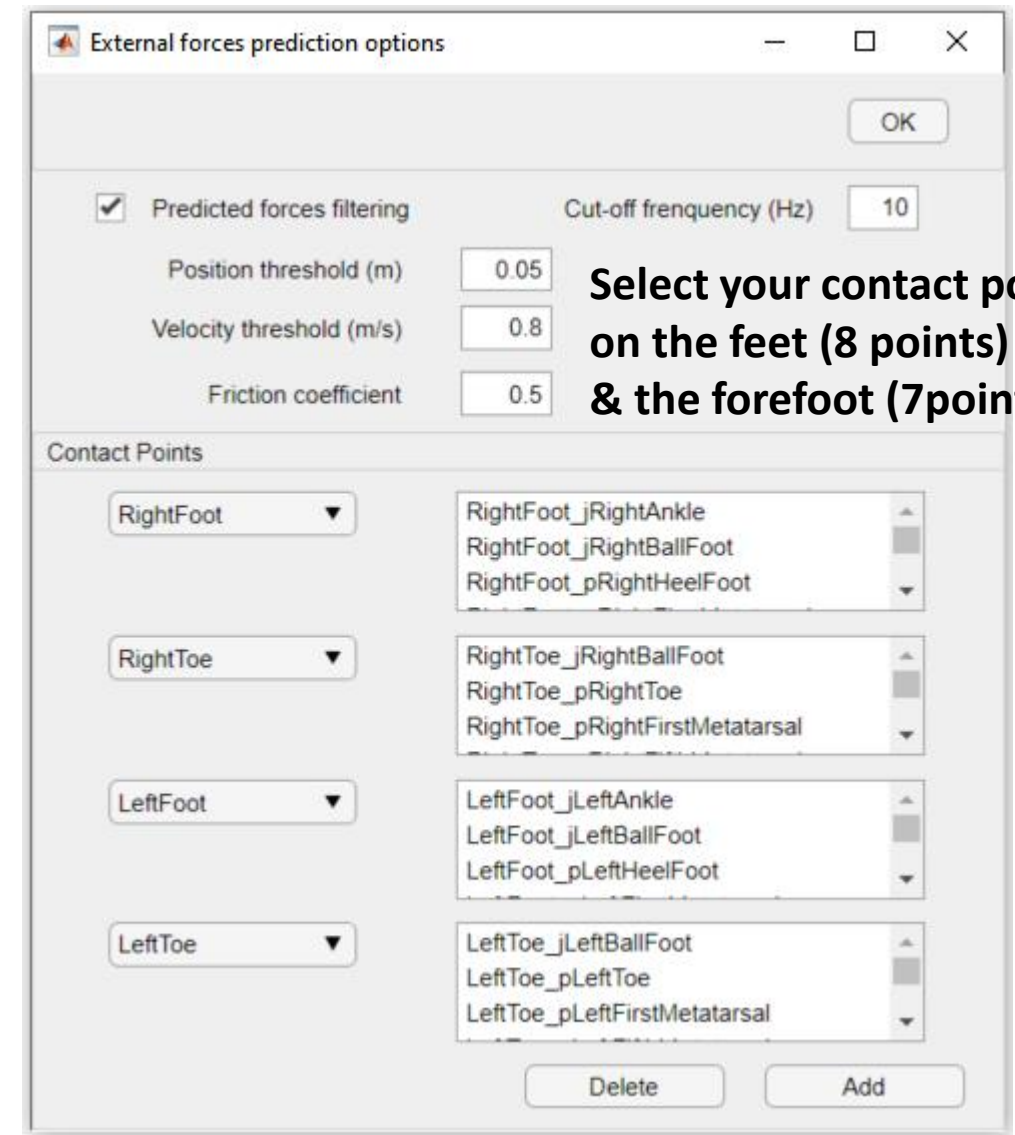 External forces prediction options
OK
Predicted forces filtering
Cut-off frenquency (Hz)
10
Position threshold (m)
0.05
Velocity threshold (m/s)
0.8
Friction coefficient
0.5
Select your contact
on the feet (8 points)
& the forefoot
Contact Points
RightFoot
RightFoot_jRightAnkle
RightFoot_jRightBallFoot
RightFoot_pRightHeelFoot
RightToe
RightToe_jRightBallFoot
RightToe_pRightToe
RightToe_pRightFirstMetatarsal
LeftFoot
LeftFoot_jLeftAnkle
LeftFoot_jLeftBallFoot
LeftFoot_pLeftHeelFoot
LeftToe
LeftToe_jLeftBallFoot
LeftToe_pLeftToe
LeftToe_pLeftFirstMetatarsal
Delete
Add